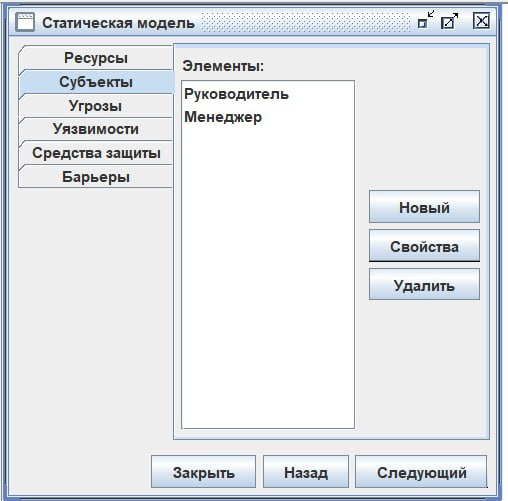 Статическая модель
Ресурсы
Субъекты
Угрозы
Уязвимости
Средства защиты
Барьеры
Элементы:
Руководитель
Менеджер
Новый
Свойства
Удалить
Закрыть
Назад
Следующий